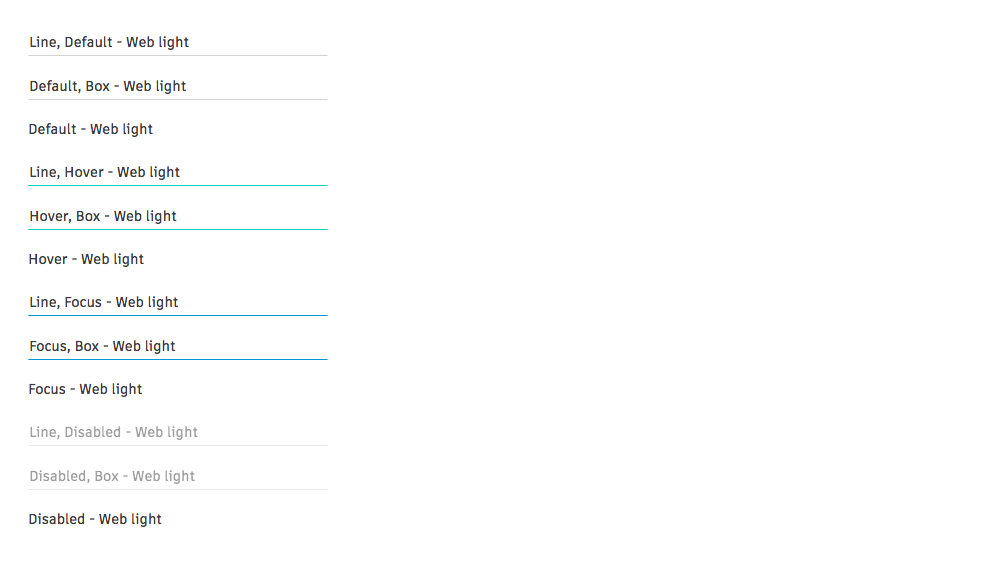 Line, Default - Web light
Default, Box - Web light
Default - Web light
Line, Hover - Web light
Hover, Box - Web light
Hover - Web light
Line, Focus - Web light
Focus, Box - Web light
Focus - Web light
Line, Disabled - Web light
Disabled, Box - Web light
Disabled - Web light